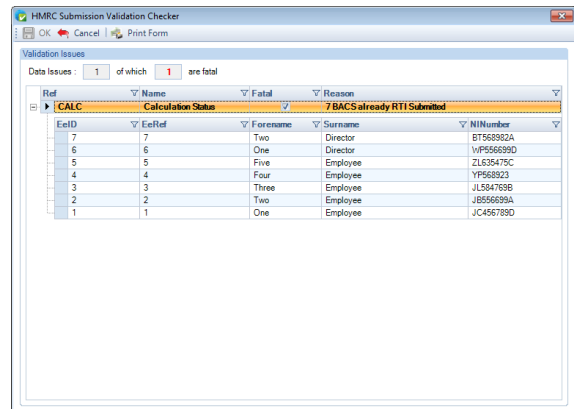 HMRC Submission Validation Checker
OK Cancel Print Form
Validation Issues
Data Issues : 1 of which 1 are fatal
Ref Name Fatal Reason
CALC Calculation Status 7 BACS already RTI Submitted
EeID EeRef Forename Surname NINumber
7 7 Two Director BT568982A
6 6 One Director WP556699D
5 5 Five Employee ZL635475C
4 4 Four Employee YP568923
3 3 Three Employee JL584769B
2 2 Two Employee JB556699A
1 1 One Employee JC456789D